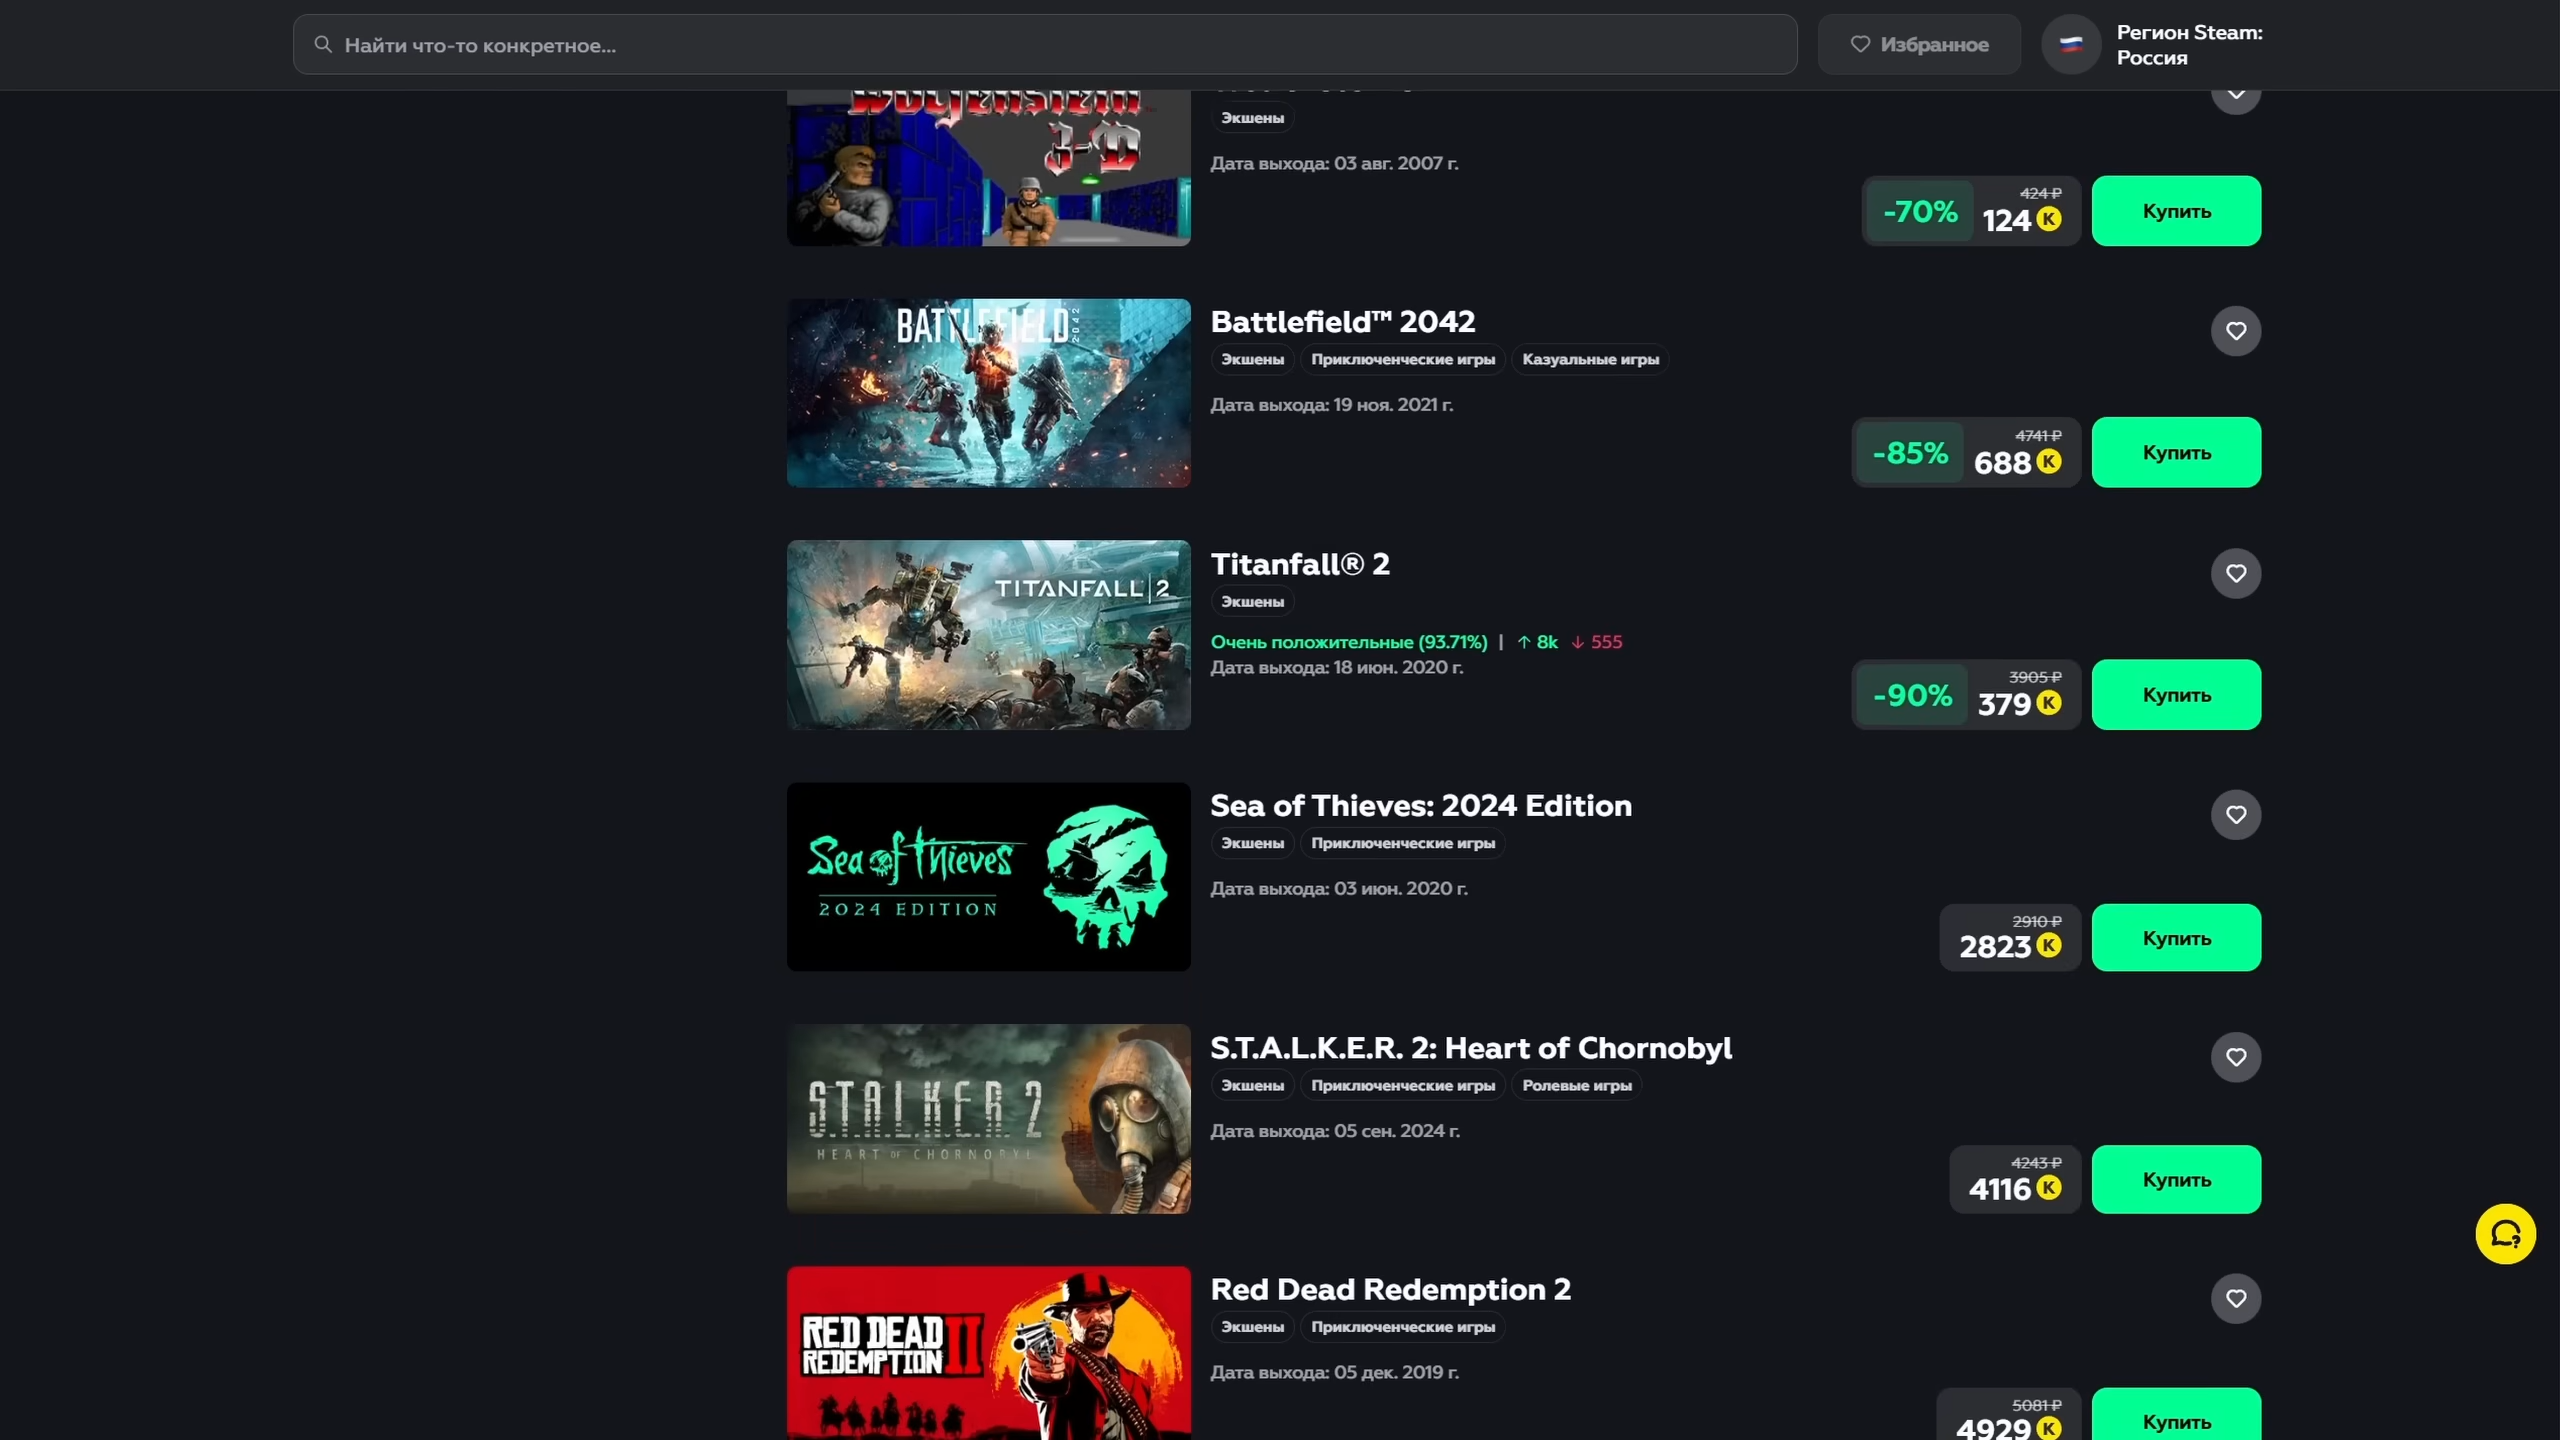 Найти что-то конкретное...
Избранное
Регион Steam:
Россия
Wolfenstein
3-D
Экшены
Дата выхода: 03 авг. 2007 г.
-70%
424 ₽
124 K
Купить
BATTLEFIELD 2042
Battlefield™ 2042
Экшены Приключенческие игры Казуальные игры
Дата выхода: 19 ноя. 2021 г.
-85%
4741 ₽
688 K
Купить
TITANFALL|2
Titanfall® 2
Экшены
Очень положительные (93.71%) | ↑ 8k ↓ 555
Дата выхода: 18 июн. 2020 г.
-90%
3905 ₽
379 K
Купить
Sea of Thieves
2024 EDITION
Sea of Thieves: 2024 Edition
Экшены Приключенческие игры
Дата выхода: 03 июн. 2020 г.
2910 ₽
2823 K
Купить
S.T.A.L.K.E.R. 2
HEART OF CHORNOBYL
S.T.A.L.K.E.R. 2: Heart of Chornobyl
Экшены Приключенческие игры Ролевые игры
Дата выхода: 05 сен. 2024 г.
4243 ₽
4116 K
Купить
RED DEAD
REDEMPTION II
Red Dead Redemption 2
Экшены Приключенческие игры
Дата выхода: 05 дек. 2019 г.
5081 ₽
4929 K
Купить